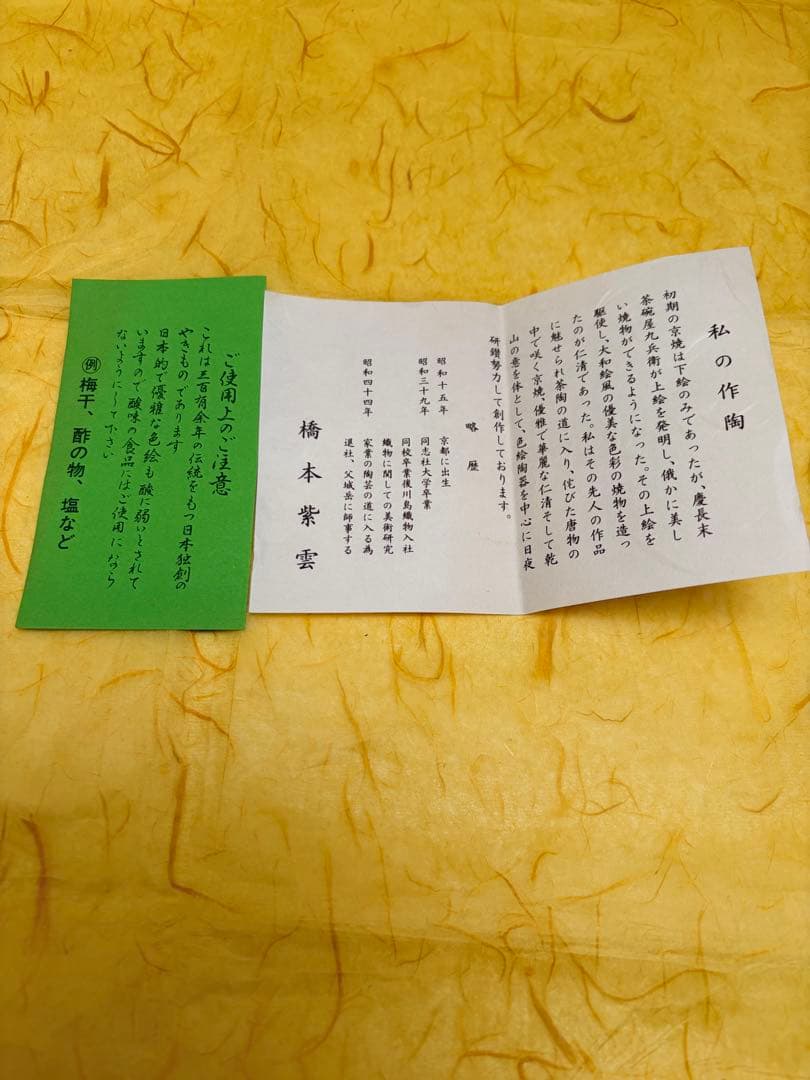 私の作陶
初期の京焼は下絵のみであったが、慶長末
茶碗屋九兵衛が上絵を発明し、俄かに美し
い焼物ができるようになった。その上絵を
駆使し、大和絵風の優美な色彩の焼物を造っ
たのが仁清であった。私はその先人の作品
に魅せられ茶陶の道に入り、侘びた唐物の
中で咲く京焼、優雅で華麗な仁清そして乾
山の意を体として、色絵陶器を中心に日夜
研鑽努力して創作しております。
略歴
昭和十五年 京都に出生
昭和三十九年 同志社大学卒業
同校卒業後川島織物入社
織物に関しての美術研究
昭和四十四年 家業の陶芸の道に入る為
退社、父城岳に師事する
橋本紫雲
ご使用上のご注意
これは三百有余年の伝統をもつ日本独創の
やきものであります
日本的で優雅な色絵も酸に弱いとされて
いますので酸味の食品にはご使用になら
ないようにして下さい
例 梅干、酢の物、塩など